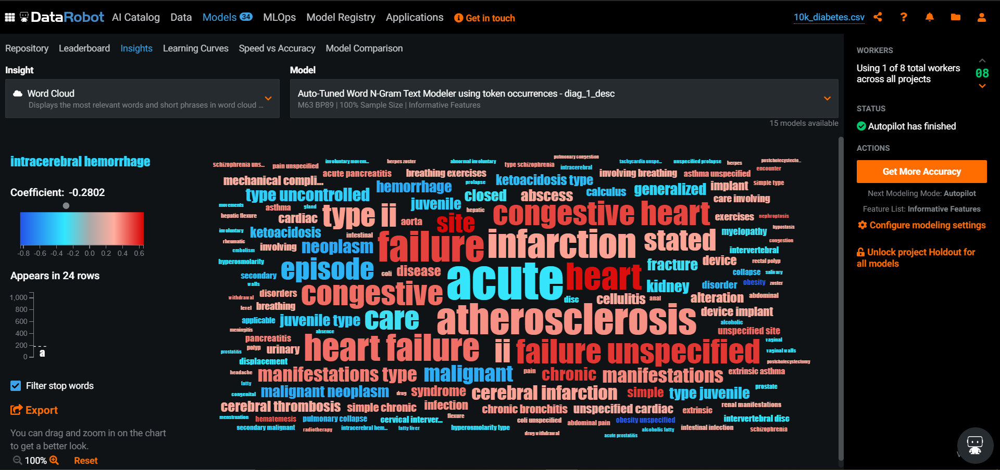 DataRobot AI Catalog Data Models 34 MLOps Model Registry Applications Get in touch 10k_diabetes.csv
Repository Leaderboard Insights Learning Curves Speed vs Accuracy Model Comparison
Insight
Word Cloud
Displays the most relevant words and short phrases in word cloud ...
Model
Auto-Tuned Word N-Gram Text Modeler using token occurrences - diag_1_desc
M63 BP89 | 100% Sample Size | Informative Features
15 models available
WORKERS
Using 1 of 8 total workers
across all projects
08
STATUS
Autopilot has finished
ACTIONS
Get More Accuracy
Next Modeling Mode: Autopilot
Feature List: Informative Features
Configure modeling settings
Unlock project Holdout for
all models
intracerebral hemorrhage
Coefficient: -0.2802
-0.8 -0.6 -0.4 -0.2 0.0 0.2 0.4 0.6
Appears in 24 rows
1,000
800
600
400
200
0
a
Filter stop words
Export
You can drag and zoom in on the chart
to get a better look.
100% Reset
pulmonary congestion
schizophrenia uns... pain unspecified involuntary movem... herpes zoster abnormal involuntary type schizophrenia intracerebral tachycardia unspe... unspecified prolapse herpes postcholecystecto...
encounter
mechanical compli... acute pancreatitis breathing exercises prolapse ketoacidosis type involving breathing asthma unspecified
type uncontrolled hemorrhage closed abscess calculus generalized implant simple type
movements asthma gland juvenile hepatic care involving
hepatic flexure cardiac type ii aorta site congestive heart exercises nephroptosis
involuntary ketoacidosis intestinal myelopathy hypostasis
rheumatic involving neoplasm failure infarction stated congestion
embolism intervertebral
hyperosmolarity episode fracture device rectal polyp
secondary coli disease acute heart collapse salivary
walls kidney disorder obesity zoster
withdrawal disorders congestive disc cellulitis anal alteration abdominal
level breathing device implant
applicable juvenile type care atherosclerosis alcoholic
meningitis absence unspecified site
pancreatitis vaginal
prostatitis polyp urinary heart failure ii failure unspecified vaginal walls
displacement postcholecystectomy
headache manifestations type malignant pain chronic manifestations extrinsic asthma
fatty
congenital malignant neoplasm drug syndrome cerebral infarction simple type juvenile prostate
cerebral thrombosis simple chronic infection chronic bronchitis unspecified cardiac extrinsic renal manifestations
menstruation hematemesis pulmonary collapse cervical interver... flexure coli unspecified abdominal pain obesity unspecified intervertebral disc
secondary malignant radiotherapy intracerebral hem... fatty liver hyperosmolarity type drug withdrawal acute prostatitis alcoholic fatty intestinal infection schizophrenia